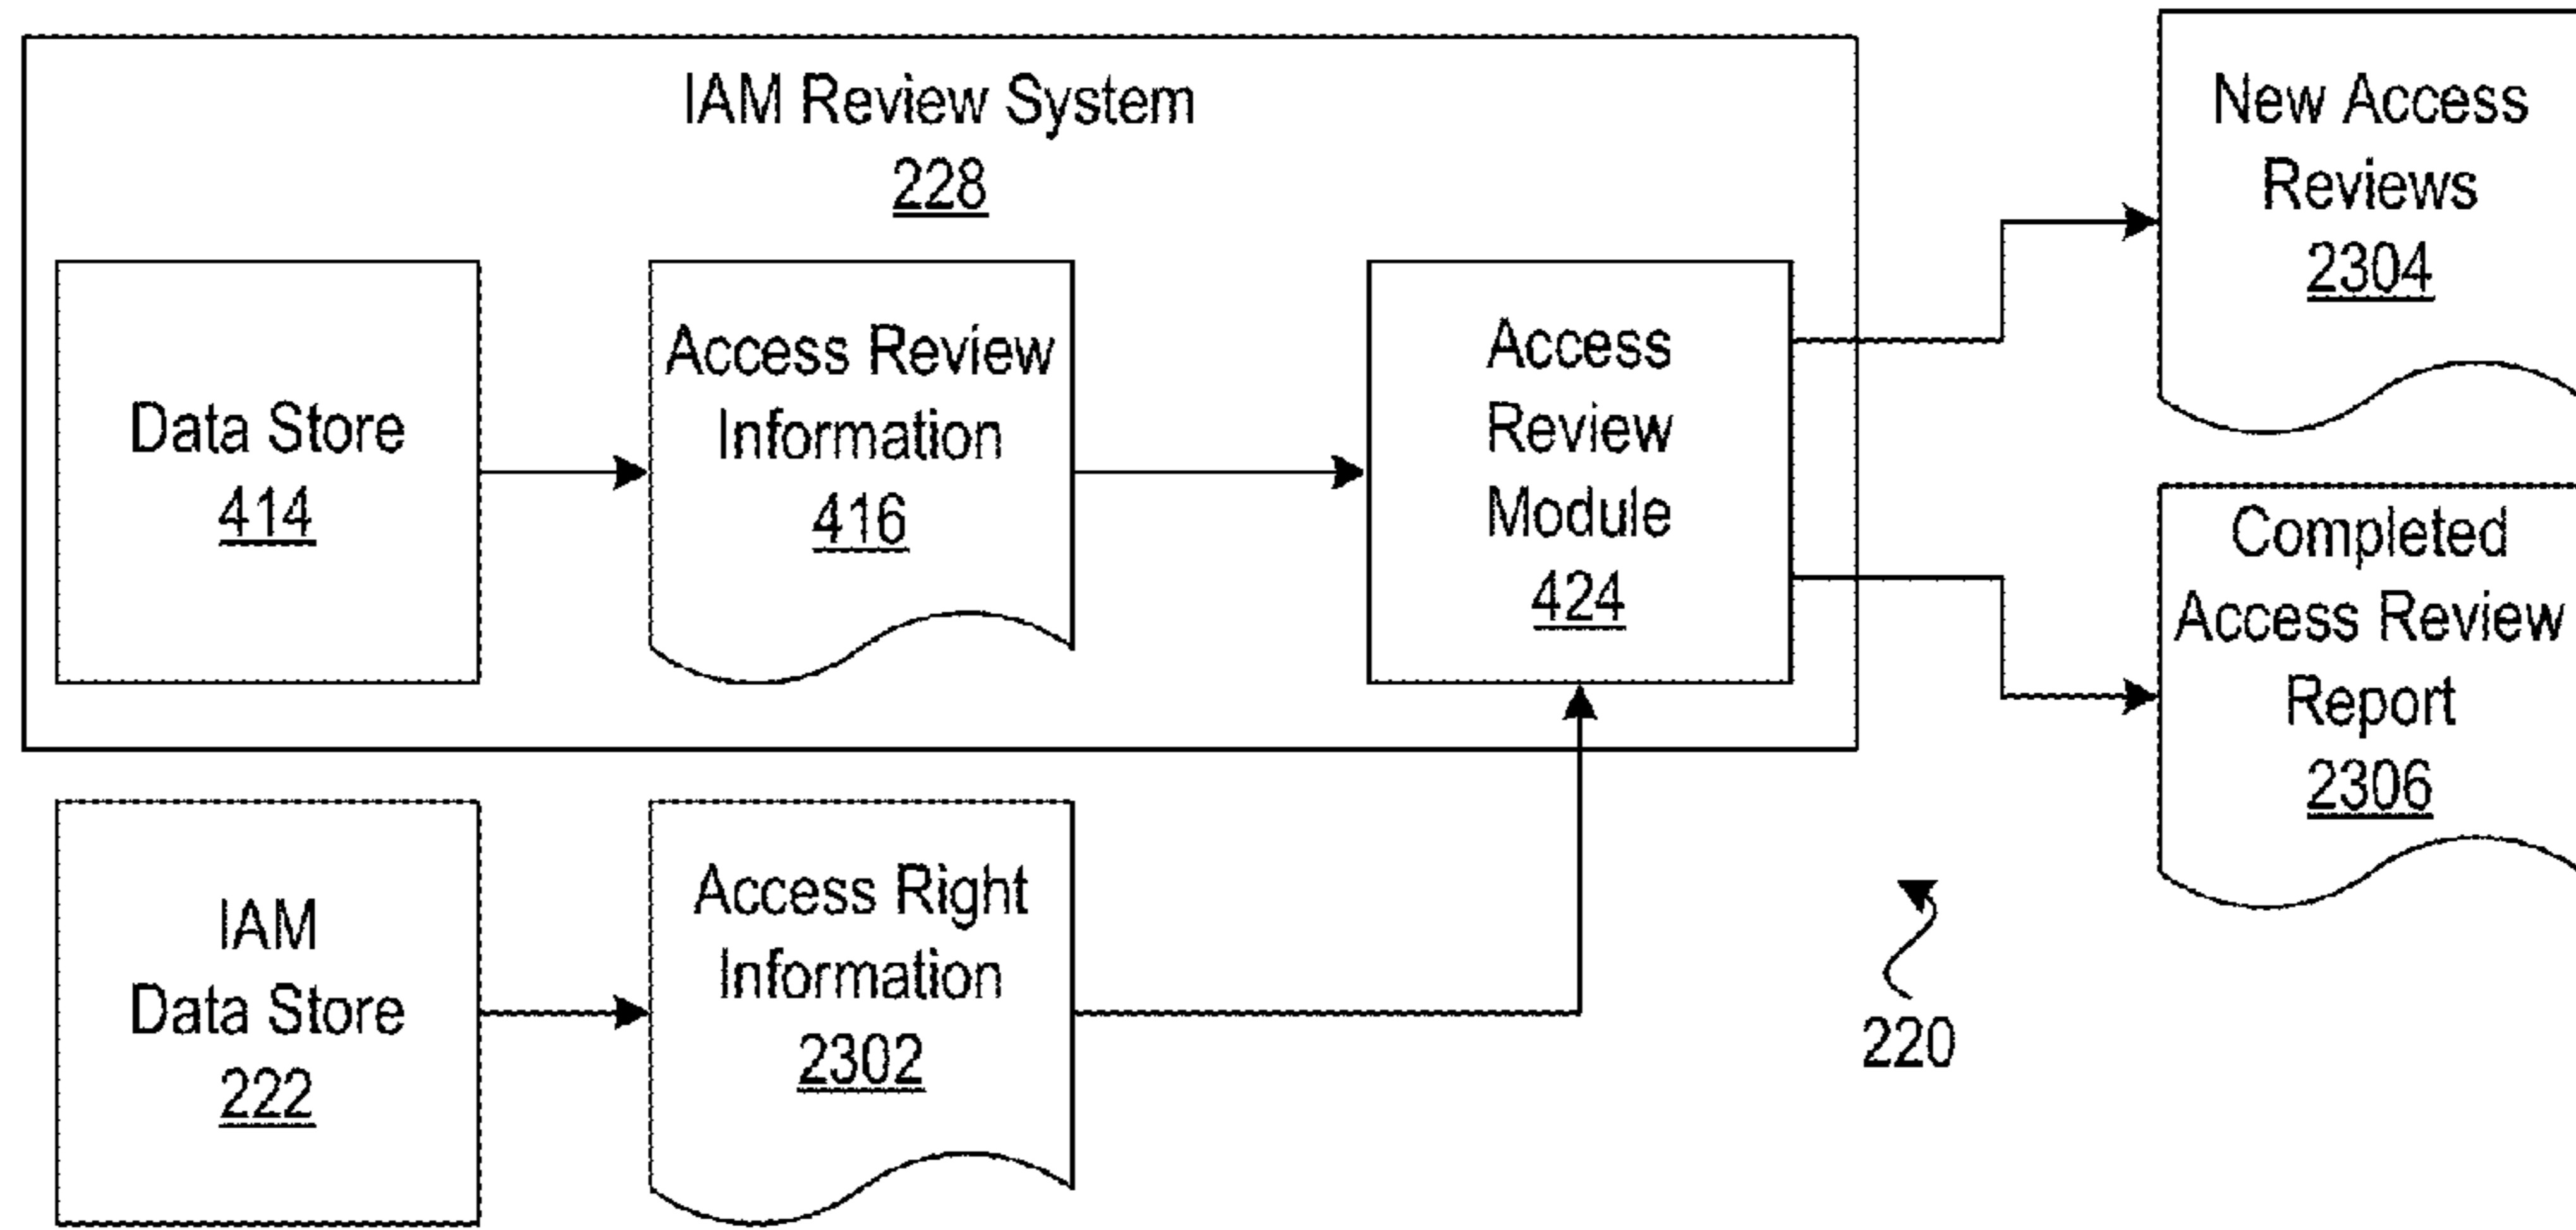 IAM Review System
228
Data Store
414
Access Review
Information
416
Access
Review
Module
424
New Access
Reviews
2304
Completed
Access Review
Report
2306
IAM
Data Store
222
Access Right
Information
2302
220